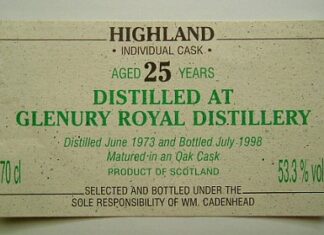 HIGHLAND
• INDIVIDUAL CASK •
AGED 25 YEARS
DISTILLED AT
GLENURY ROYAL DISTILLERY
Distilled June 1973 and Bottled July 1998
Matured in an Oak Cask
PRODUCT OF SCOTLAND
70 cl
53.3 % vol
SELECTED AND BOTTLED UNDER THE
SOLE RESPONSIBILITY OF WM. CADENHEAD